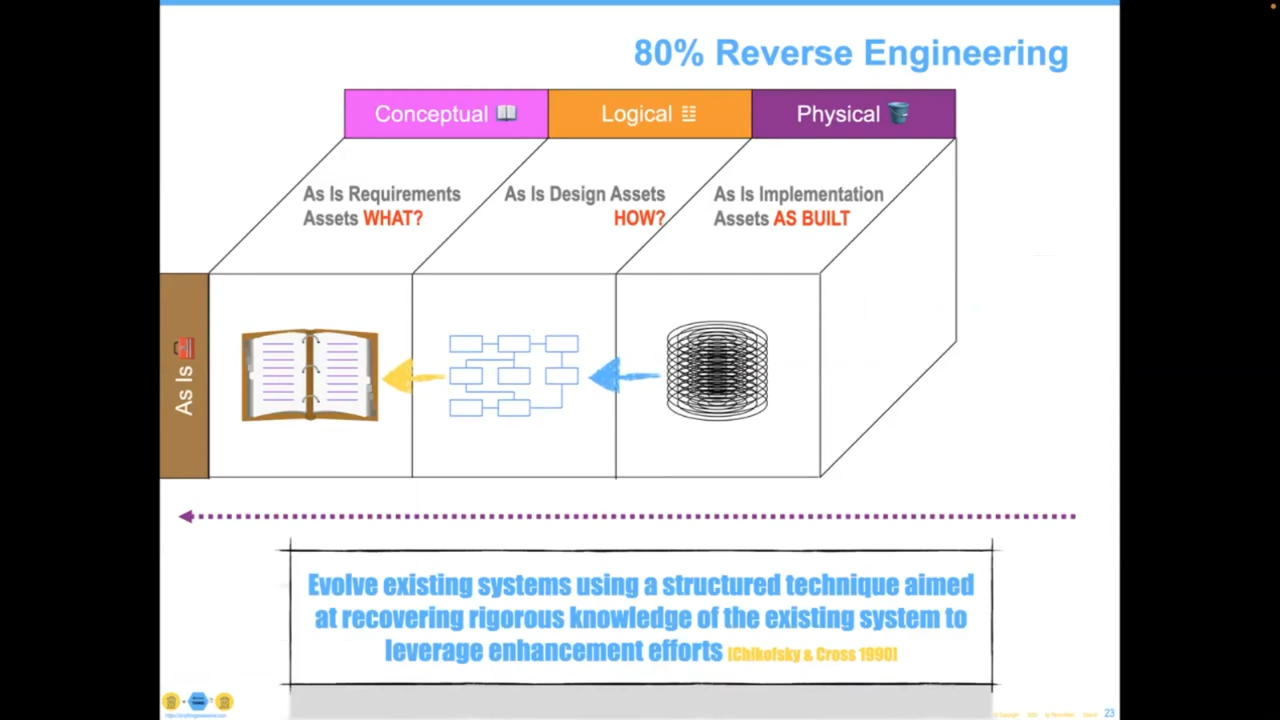 80% Reverse Engineering
Conceptual
Logical
Physical
As Is Requirements
Assets WHAT?
As Is Design Assets
HOW?
As Is Implementation
Assets AS BUILT
As Is
Evolve existing systems using a structured technique aimed
at recovering rigorous knowledge of the existing system to
leverage enhancement efforts [Chikofsky & Cross 1990]
23